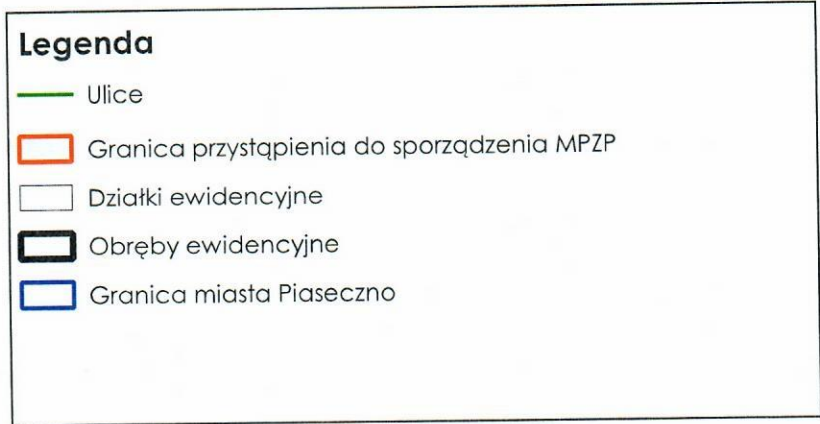 Legenda
Ulice
Granica przystąpienia do sporządzenia MPZP
Działki ewidencyjne
Obręby ewidencyjne
Granica miasta Piaseczno